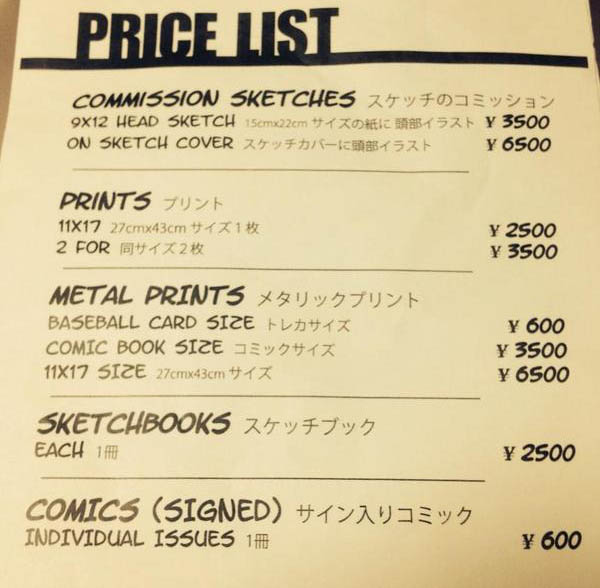 PRICE LIST
COMMISSION SKETCHES スケッチのコミッション
9X12 HEAD SKETCH 15cmx22cm サイズの紙に 頭部イラスト ¥ 3500
ON SKETCH COVER スケッチカバーに頭部イラスト ¥ 6500
PRINTS プリント
11X17 27cmx43cm サイズ1枚 ¥ 2500
2 FOR 同サイズ2枚 ¥ 3500
METAL PRINTS メタリックプリント
BASEBALL CARD SIZE トレカサイズ ¥ 600
COMIC BOOK SIZE コミックサイズ ¥ 3500
11X17 SIZE 27cmx43cm サイズ ¥ 6500
SKETCHBOOKS スケッチブック
EACH 1冊 ¥ 2500
COMICS (SIGNED) サイン入りコミック
INDIVIDUAL ISSUES 1冊 ¥ 600